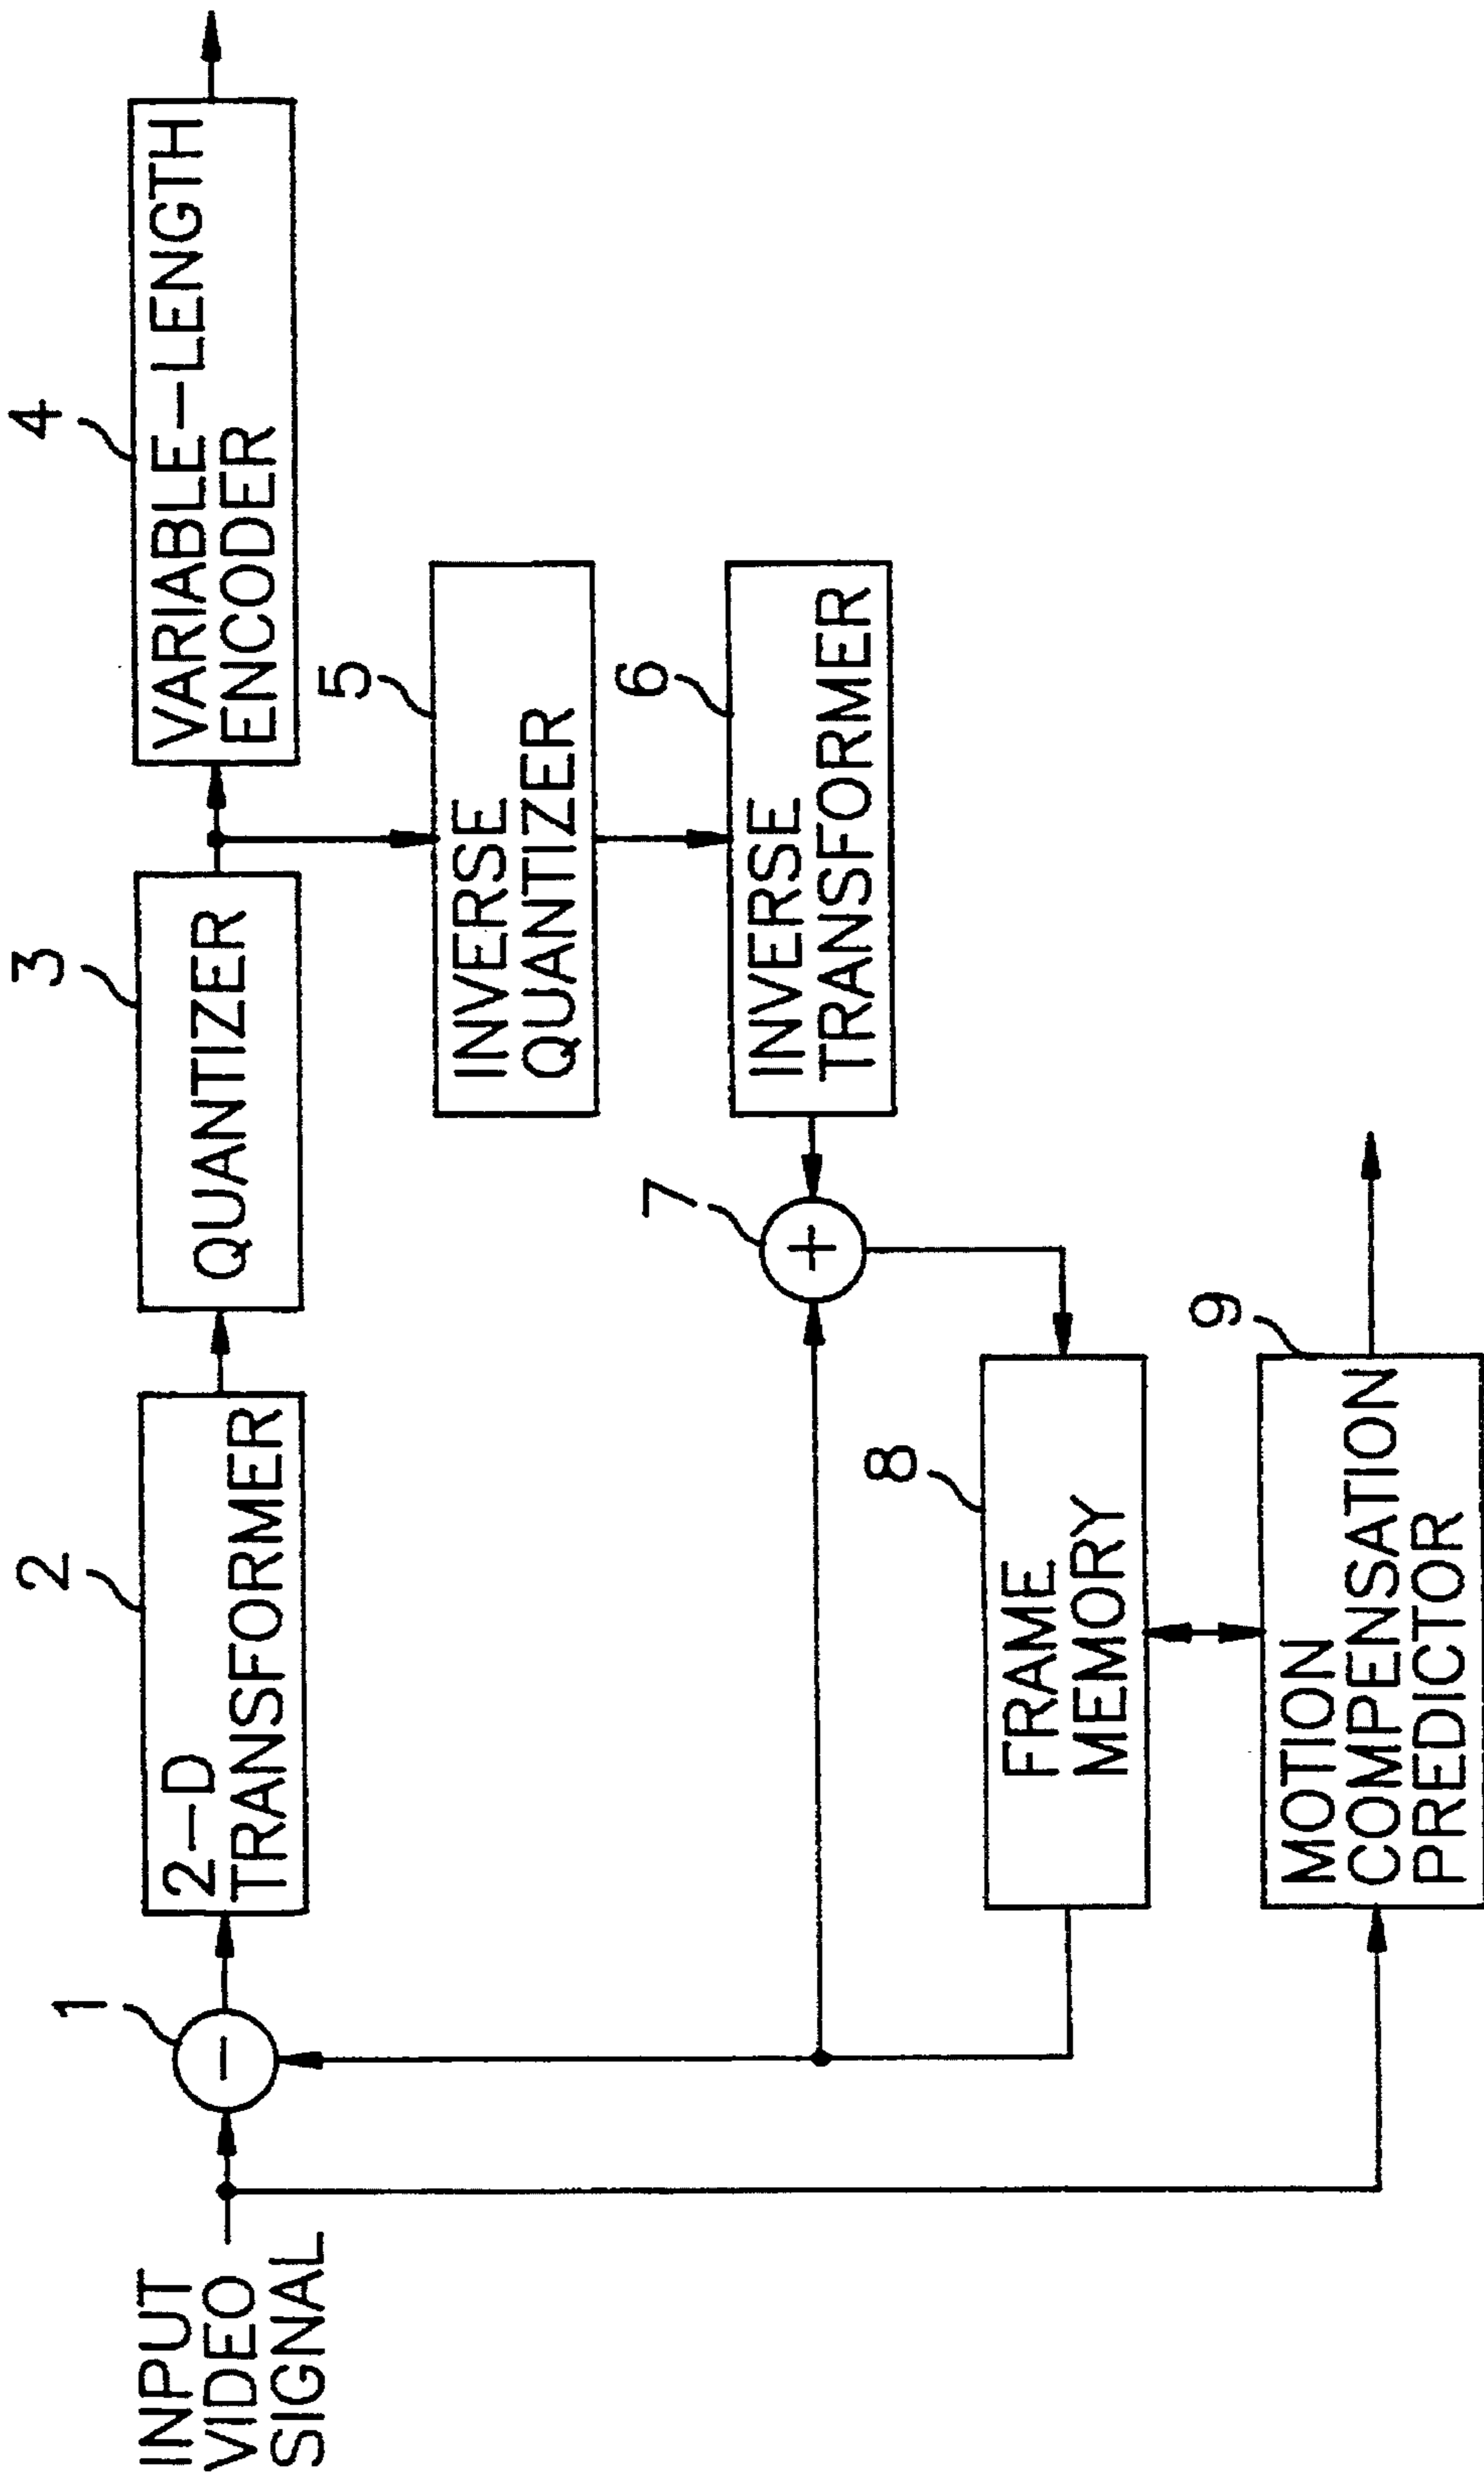 INPUT
VIDEO
SIGNAL
1
−
2
2−D
TRANSFORMER
3
QUANTIZER
4
VARIABLE−LENGTH
ENCODER
5
INVERSE
QUANTIZER
6
INVERSE
TRANSFORMER
7
+
8
FRAME
MEMORY
9
MOTION
COMPENSATION
PREDICTOR